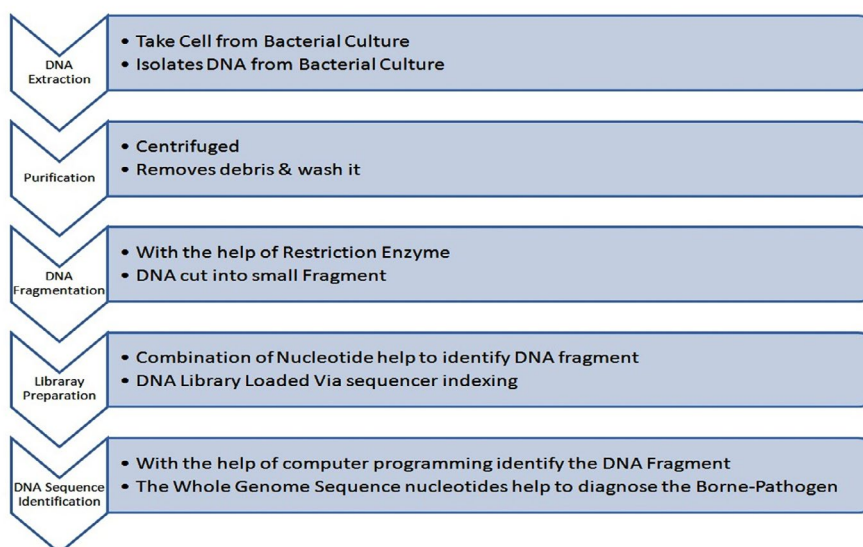 DNA
Extraction
• Take Cell from Bacterial Culture
• Isolates DNA from Bacterial Culture
Purification
• Centrifuged
• Removes debris & wash it
DNA
Fragmentation
• With the help of Restriction Enzyme
• DNA cut into small Fragment
Libraray
Preparation
• Combination of Nucleotide help to identify DNA fragment
• DNA Library Loaded Via sequencer indexing
DNA Sequence
Identification
• With the help of computer programming identify the DNA Fragment
• The Whole Genome Sequence nucleotides help to diagnose the Borne-Pathogen